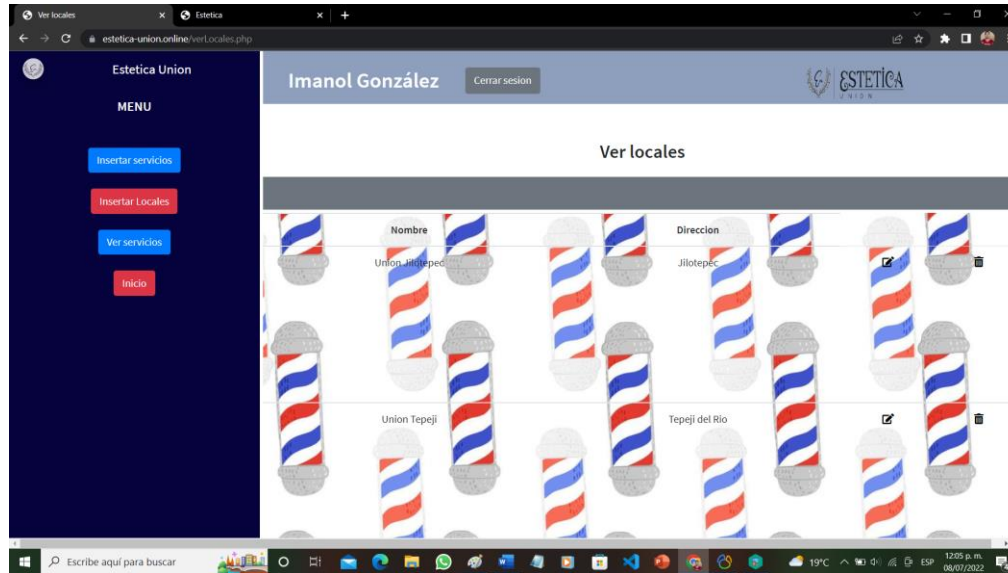 Ver locales
Estetica
estetica-union.online/verLocales.php
Estetica Union
MENU
Insertar servicios
Insertar Locales
Ver servicios
Inicio
Imanol González
Cerrar sesion
ESTETICA
UNION
Ver locales
Nombre Direccion
Union Jilotepec Jilotepec
Union Tepeji Tepeji del Rio
Escribe aquí para buscar
19°C
ESP
12:05 p. m.
08/07/2022